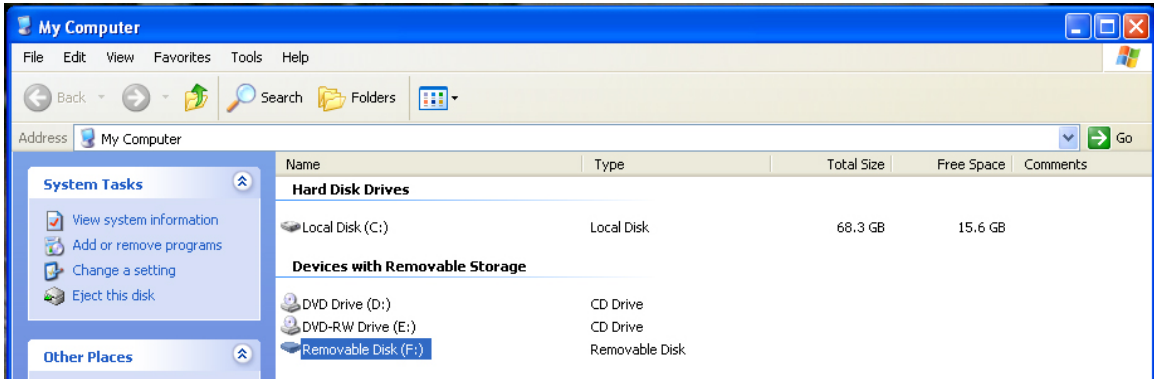 My Computer
File Edit View Favorites Tools Help
Back Search Folders
Address My Computer Go
System Tasks
View system information
Add or remove programs
Change a setting
Eject this disk
Other Places
Name Type Total Size Free Space Comments
Hard Disk Drives
Local Disk (C:) Local Disk 68.3 GB 15.6 GB
Devices with Removable Storage
DVD Drive (D:) CD Drive
DVD-RW Drive (E:) CD Drive
Removable Disk (F:) Removable Disk